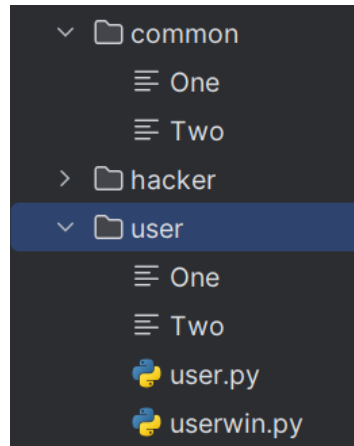 common
One
Two
hacker
user
One
Two
user.py
userwin.py